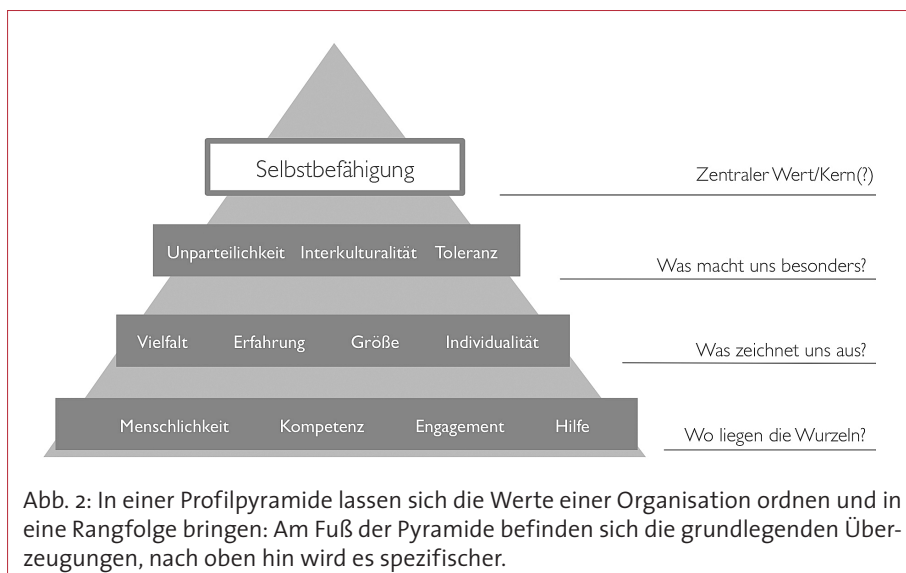 Selbstbefähigung
Zentraler Wert/Kern(?)
Unparteilichkeit Interkulturalität Toleranz
Was macht uns besonders?
Vielfalt Erfahrung Größe Individualität
Was zeichnet uns aus?
Menschlichkeit Kompetenz Engagement Hilfe
Wo liegen die Wurzeln?
Abb. 2: In einer Profilpyramide lassen sich die Werte einer Organisation ordnen und in
eine Rangfolge bringen: Am Fuß der Pyramide befinden sich die grundlegenden Über-
zeugungen, nach oben hin wird es spezifischer.